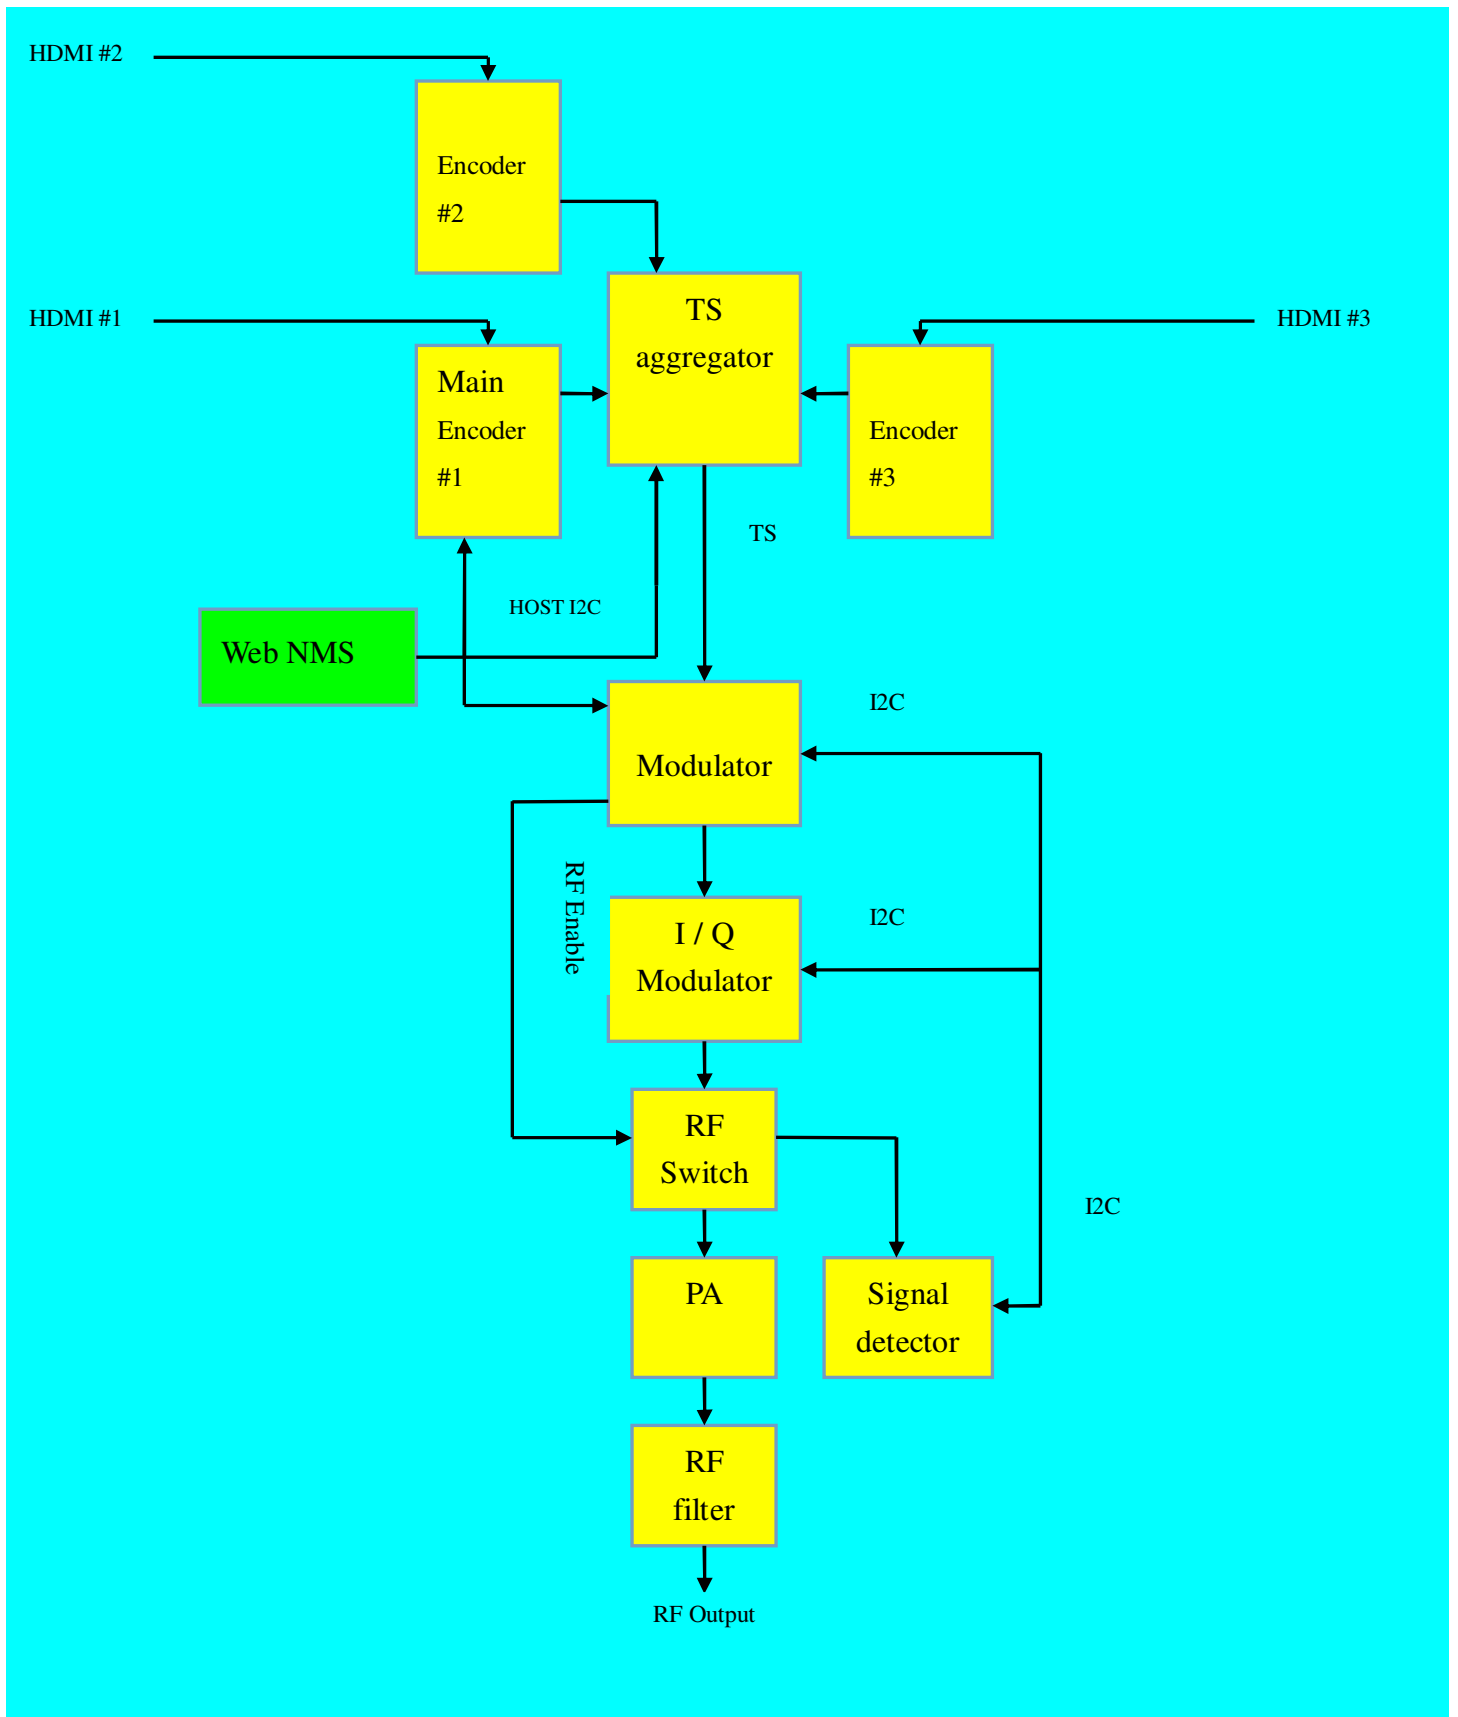 HDMI #2
Encoder
#2
HDMI #1
TS
aggregator
HDMI #3
Main
Encoder
#1
Encoder
#3
TS
HOST I2C
Web NMS
I2C
Modulator
RF Enable
I2C
I / Q
Modulator
RF
Switch
I2C
PA
Signal
detector
RF
filter
RF Output